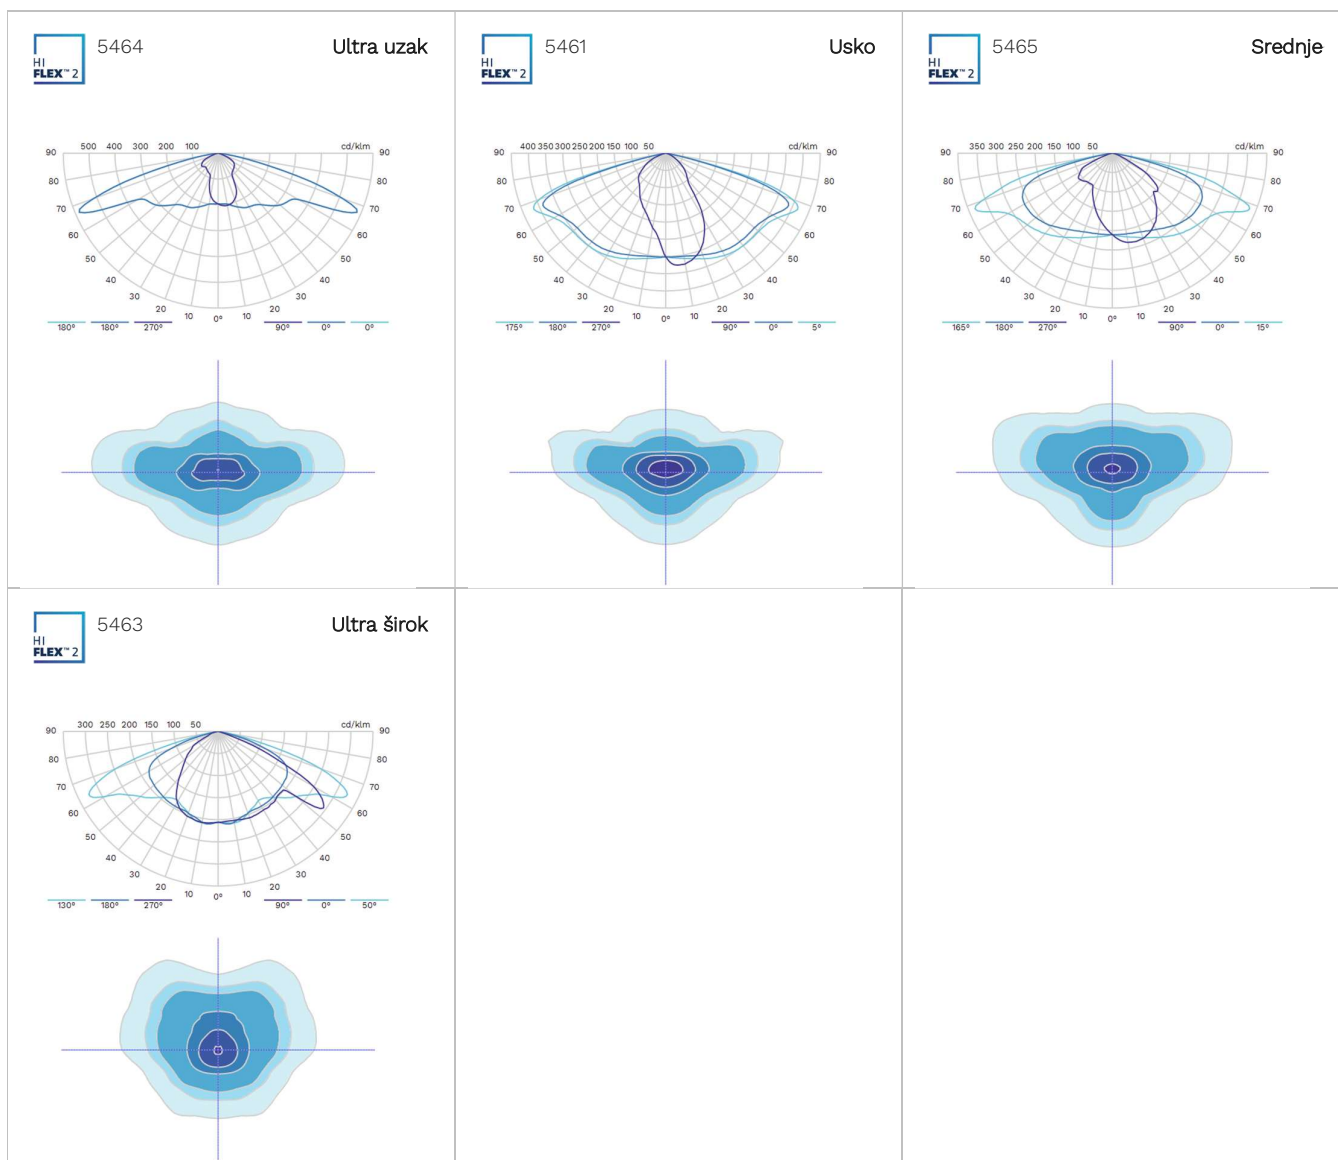 HI
FLEX™ 2
5464
Ultra uzak
90 500 400 300 200 100 cd/klm 90
80 80
70 70
60 60
50 50
40 40
30 30
20 10 0° 10 20
180° 180° 270° 90° 0° 0°
HI
FLEX™ 2
5461
Usko
90 400 350 300 250 200 150 100 50 cd/klm 90
80 80
70 70
60 60
50 50
40 40
30 30
20 10 0° 10 20
175° 180° 270° 90° 0° 5°
HI
FLEX™ 2
5465
Srednje
90 350 300 250 200 150 100 50 cd/klm 90
80 80
70 70
60 60
50 50
40 40
30 30
20 10 0° 10 20
165° 180° 270° 90° 0° 15°
HI
FLEX™ 2
5463
Ultra širok
90 300 250 200 150 100 50 cd/klm 90
80 80
70 70
60 60
50 50
40 40
30 30
20 10 0° 10 20
130° 180° 270° 90° 0° 50°